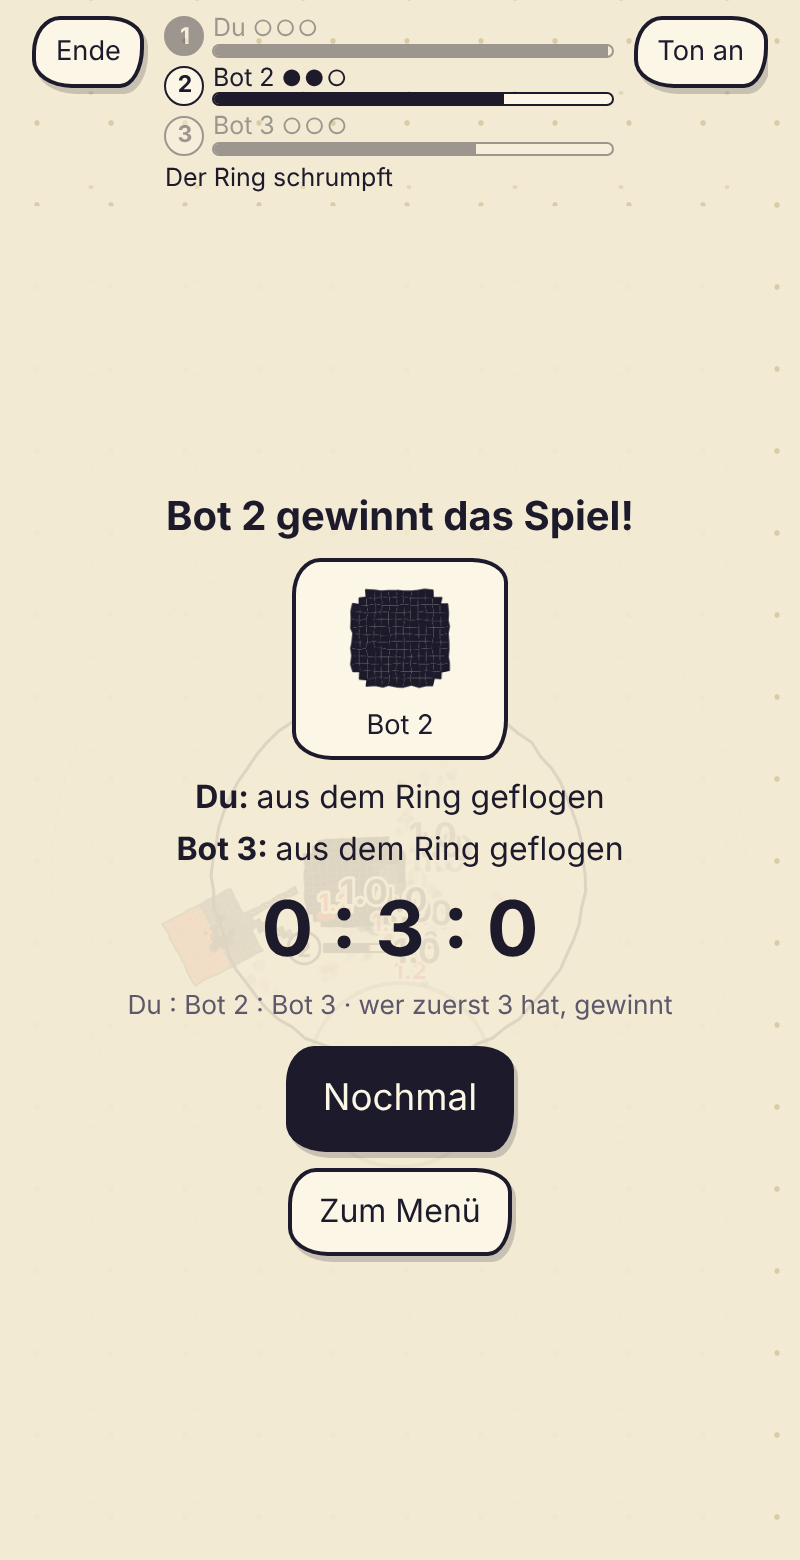 Ende
1 Du
2 Bot 2
3 Bot 3
Der Ring schrumpft
Ton an
Bot 2 gewinnt das Spiel!
Bot 2
Du: aus dem Ring geflogen
Bot 3: aus dem Ring geflogen
0 : 3 : 0
Du : Bot 2 : Bot 3 · wer zuerst 3 hat, gewinnt
Nochmal
Zum Menü